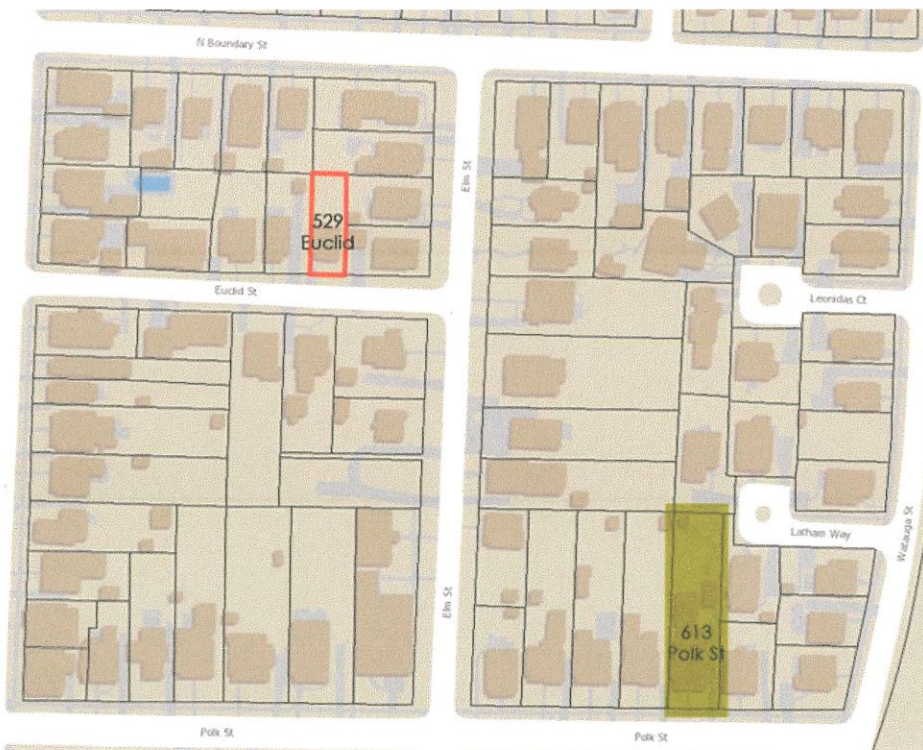 N Boundary St
Elm St
529
Euclid
Euclid St
Leonidas Ct
Latham Way
Watauga St
Elm St
613
Polk St
Polk St
Polk St